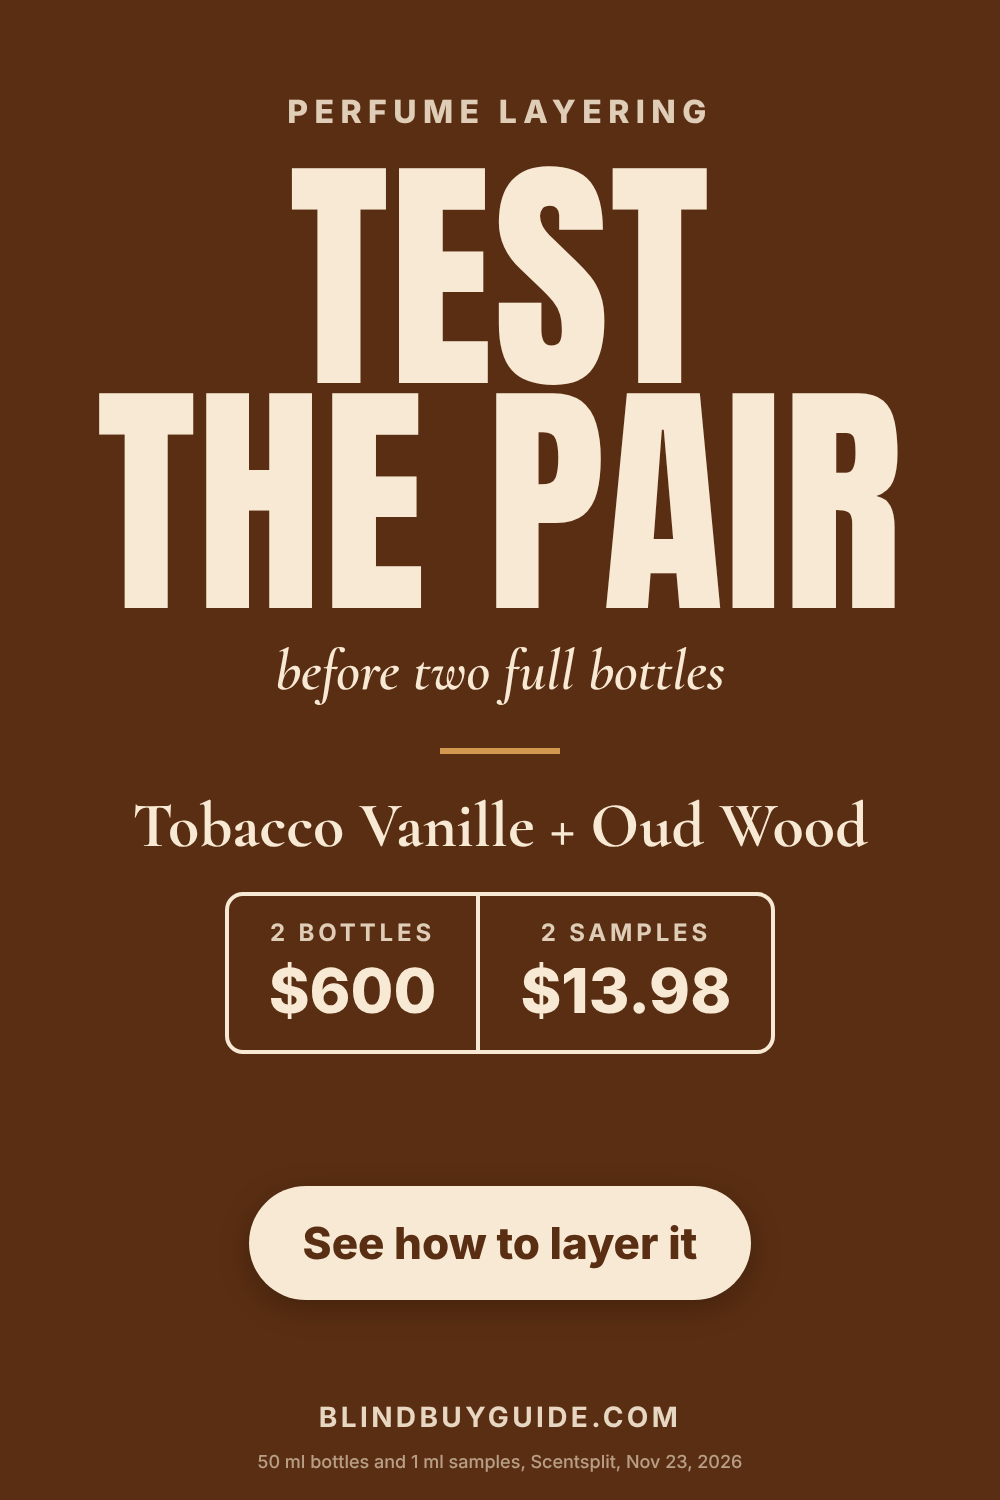 PERFUME LAYERING
TEST
THE PAIR
before two full bottles
Tobacco Vanille + Oud Wood
2 BOTTLES
$600
2 SAMPLES
$13.98
See how to layer it
BLINDBUYGUIDE.COM
50 ml bottles and 1 ml samples, Scentsplit, Nov 23, 2026